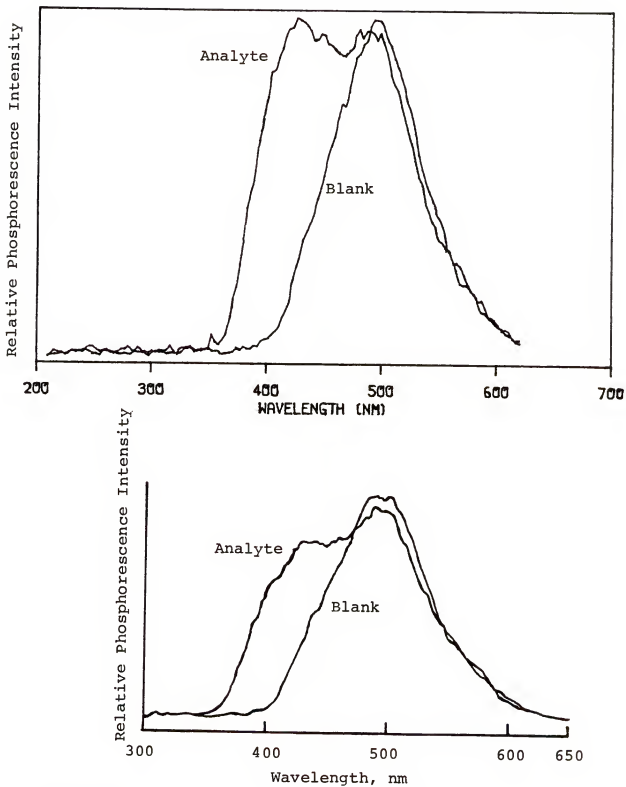 Relative Phosphorescence Intensity
Analyte
Blank
200 300 400 500 600 700
WAVELENGTH (NM)
Relative Phosphorescence Intensity
Analyte
Blank
300 400 500 600 650
Wavelength, nm